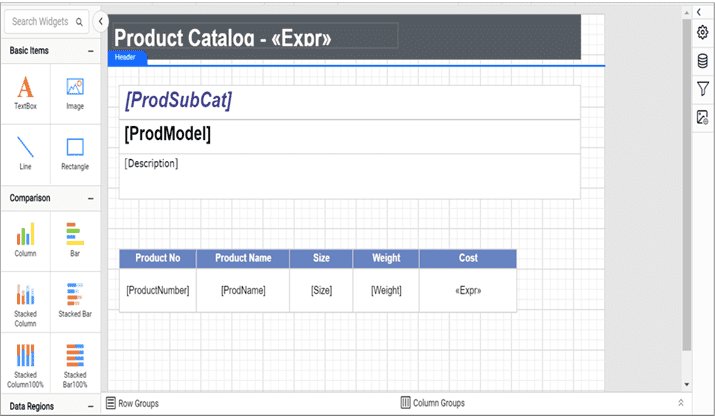 Search Widgets
Basic Items
TextBox
Image
Line
Rectangle
Comparison
Column
Bar
Stacked
Column
Stacked Bar
Stacked
Column100%
Stacked
Bar100%
Data Regions
Product Catalog - «Expr»
Header
[ProdSubCat]
[ProdModel]
[Description]
Product No Product Name Size Weight Cost
[ProductNumber] [ProdName] [Size] [Weight] «Expr»
Row Groups
Column Groups